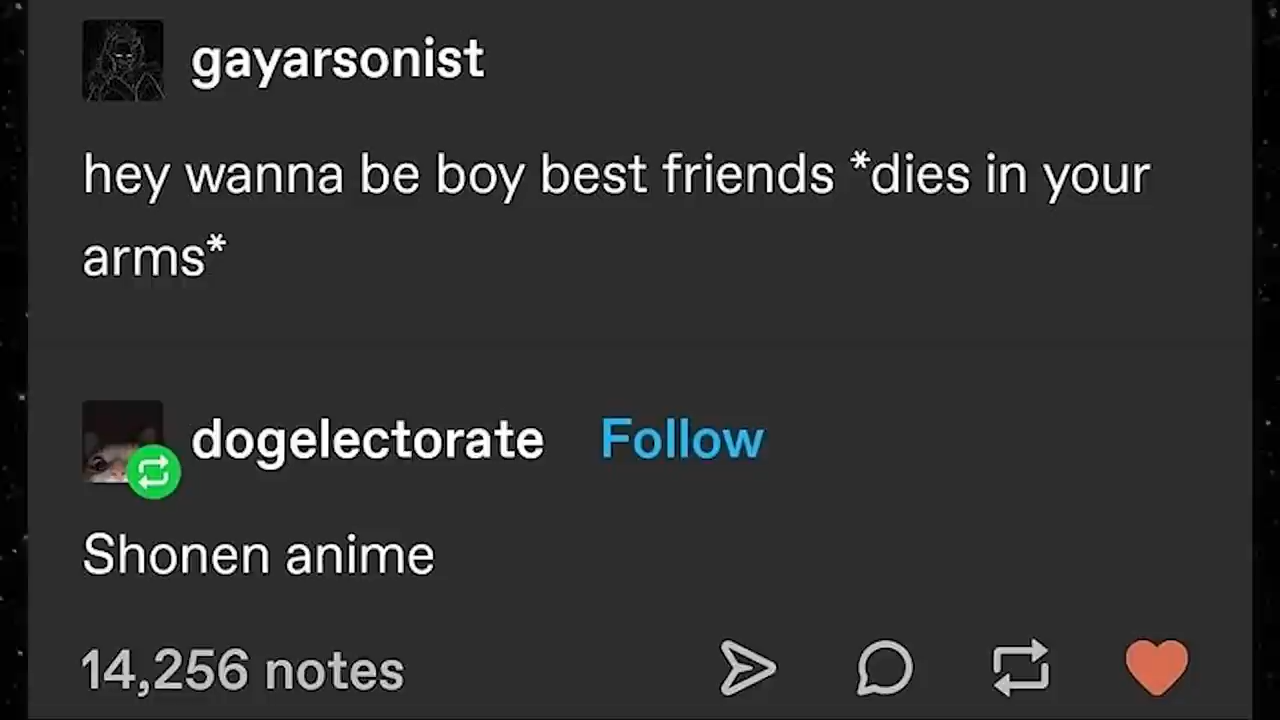 gayarsonist
hey wanna be boy best friends *dies in your
arms*
dogelectorate Follow
Shonen anime
14,256 notes